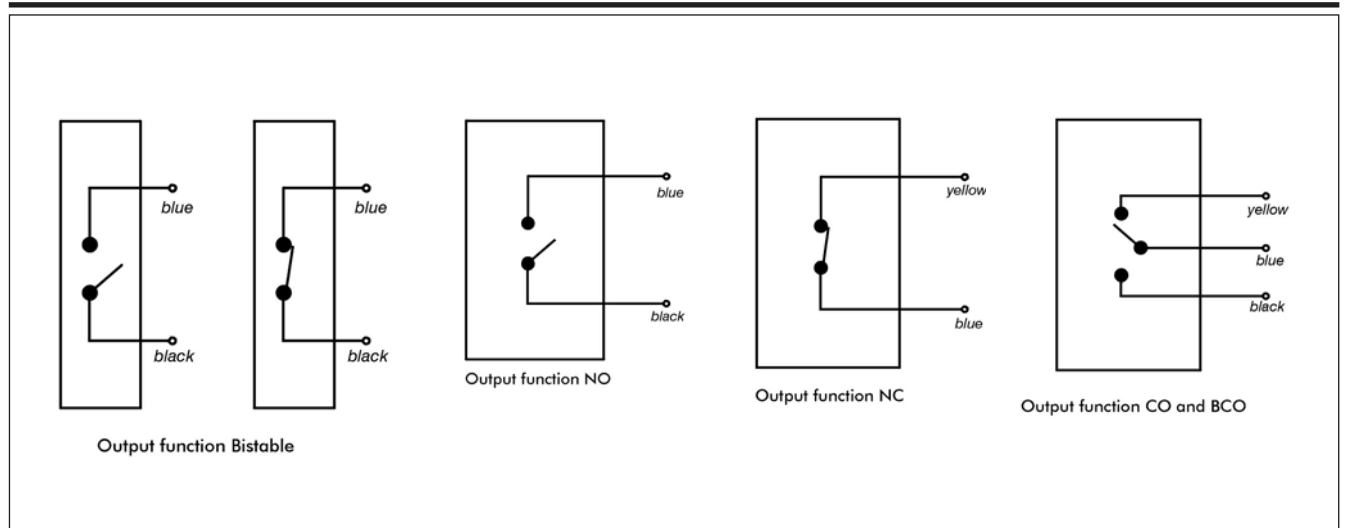 blue
black
blue
black
Output function Bistable
blue
black
Output function NO
yellow
blue
Output function NC
yellow
blue
black
Output function CO and BCO